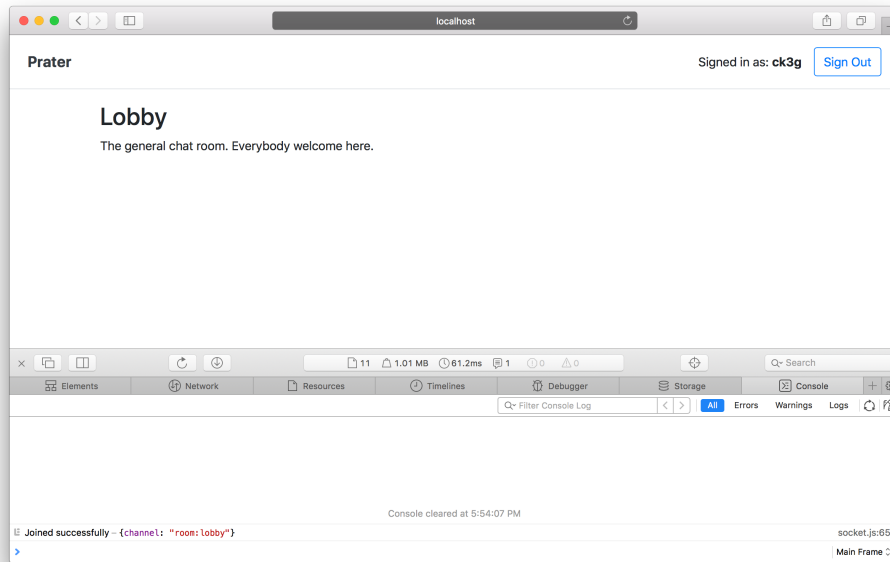 localhost
Prater
Signed in as: ck3g
Sign Out
Lobby
The general chat room. Everybody welcome here.
11
1.01 MB
61.2ms
1
0
0
Search
Elements
Network
Resources
Timelines
Debugger
Storage
Console
Filter Console Log
All
Errors
Warnings
Logs
Console cleared at 5:54:07 PM
Joined successfully – {channel: "room:lobby"}
socket.js:65
Main Frame